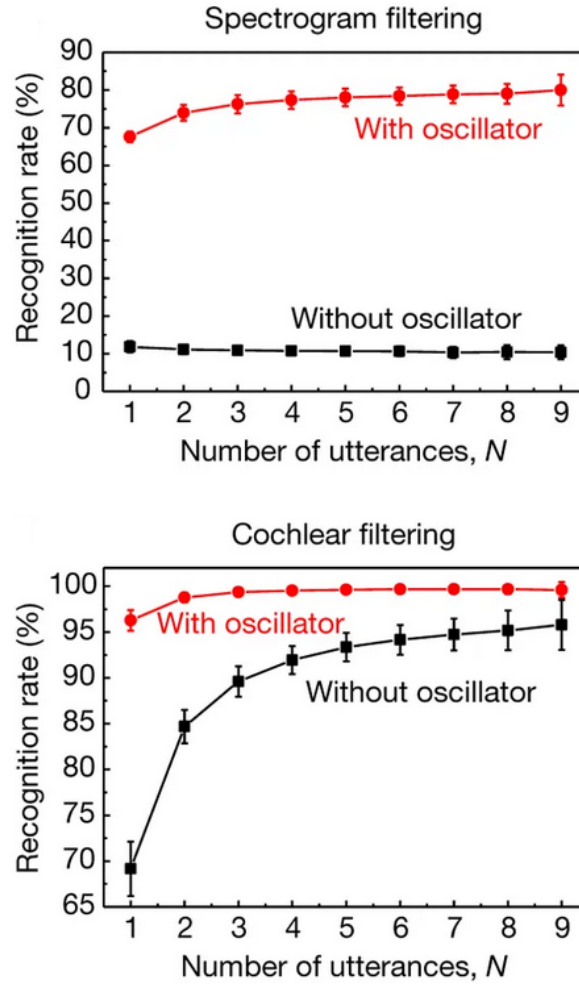 Spectrogram filtering
Recognition rate (%)
90
80
70
60
50
40
30
20
10
0
With oscillator
Without oscillator
1 2 3 4 5 6 7 8 9
Number of utterances, N
Cochlear filtering
Recognition rate (%)
100
95
90
85
80
75
70
65
With oscillator
Without oscillator
1 2 3 4 5 6 7 8 9
Number of utterances, N